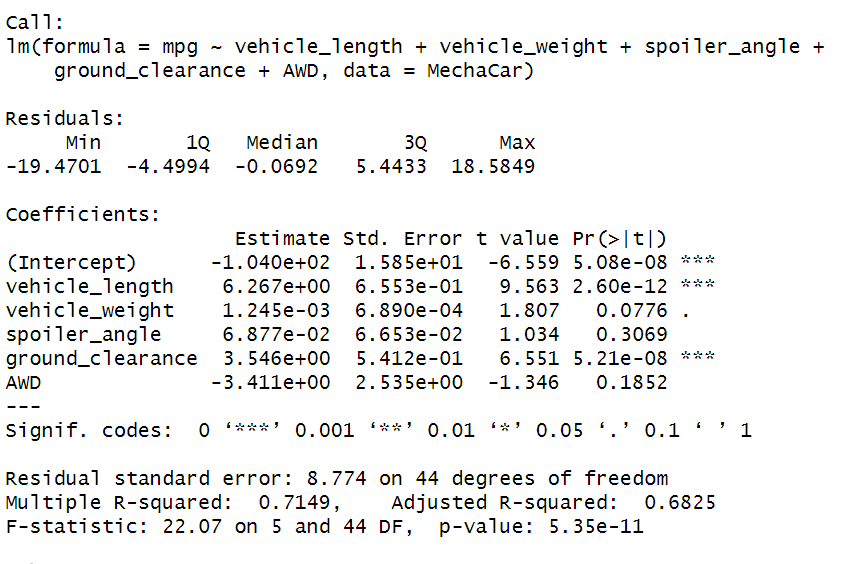 Call:
lm(formula = mpg ~ vehicle_length + vehicle_weight + spoiler_angle +
    ground_clearance + AWD, data = MechaCar)

Residuals:
     Min       1Q   Median       3Q      Max
-19.4701  -4.4994  -0.0692   5.4433  18.5849

Coefficients:
                   Estimate Std. Error t value Pr(>|t|)
(Intercept)      -1.040e+02  1.585e+01  -6.559 5.08e-08 ***
vehicle_length    6.267e+00  6.553e-01   9.563 2.60e-12 ***
vehicle_weight    1.245e-03  6.890e-04   1.807   0.0776 .
spoiler_angle     6.877e-02  6.653e-02   1.034   0.3069
ground_clearance  3.546e+00  5.412e-01   6.551 5.21e-08 ***
AWD              -3.411e+00  2.535e+00  -1.346   0.1852
---
Signif. codes:  0 ‘***’ 0.001 ‘**’ 0.01 ‘*’ 0.05 ‘.’ 0.1 ‘ ’ 1

Residual standard error: 8.774 on 44 degrees of freedom
Multiple R-squared:  0.7149,    Adjusted R-squared:  0.6825
F-statistic: 22.07 on 5 and 44 DF,  p-value: 5.35e-11